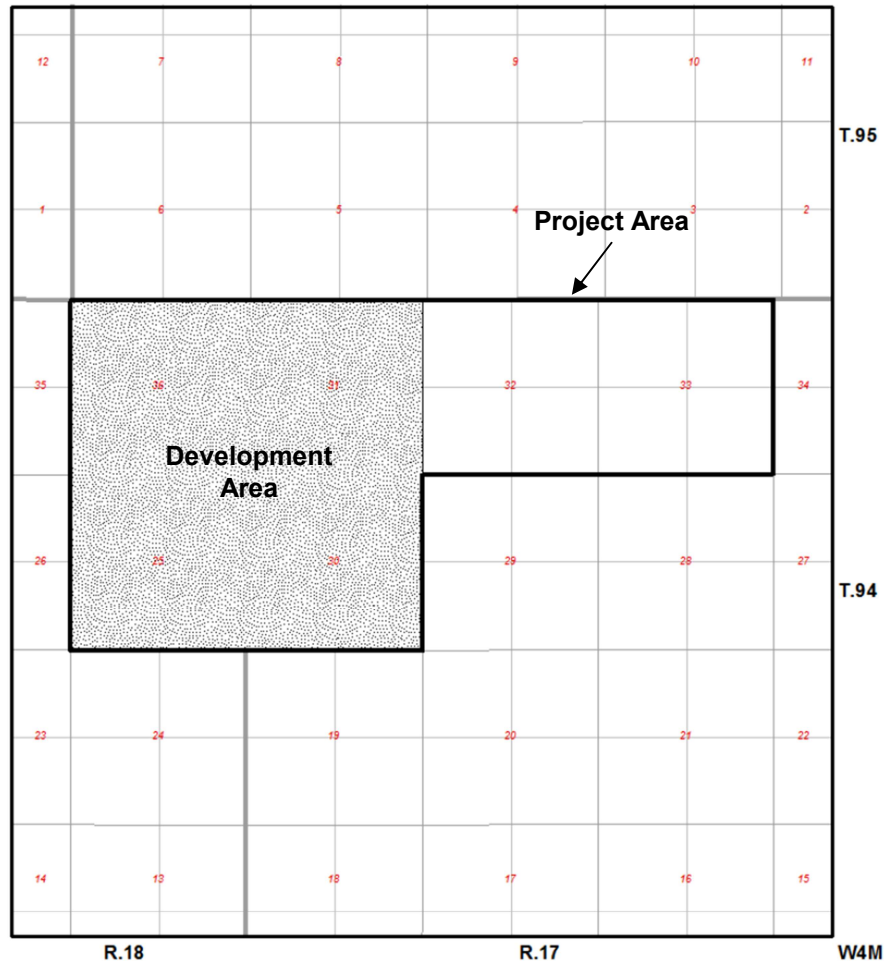 12 7 8 9 10 11
T.95
1 6 5 4 3 2
Project Area
35 36 31 32 33 34
Development
Area
26 25 30 29 28 27
T.94
23 24 19 20 21 22
14 13 18 17 16 15
R.18 R.17 W4M